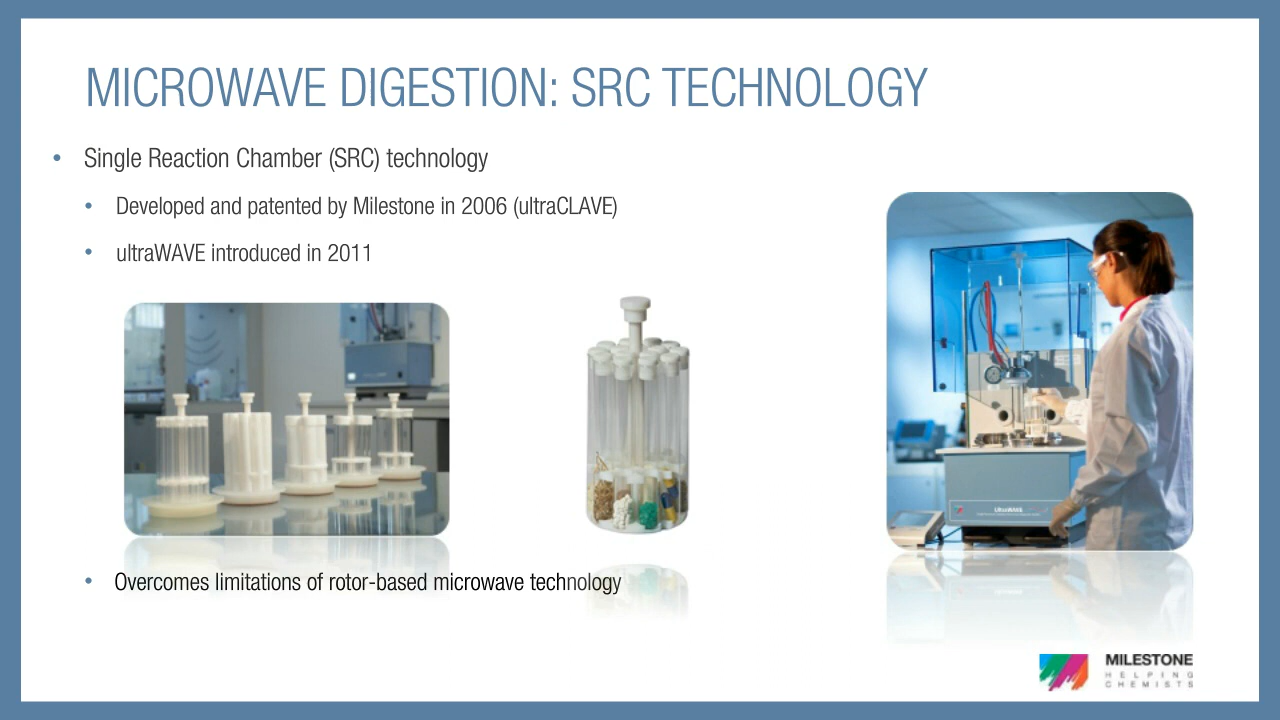 MICROWAVE DIGESTION: SRC TECHNOLOGY
• Single Reaction Chamber (SRC) technology
• Developed and patented by Milestone in 2006 (ultraCLAVE)
• ultraWAVE introduced in 2011
UltraWAVE
• Overcomes limitations of rotor-based microwave technology
MILESTONE
HELPING
CHEMISTS